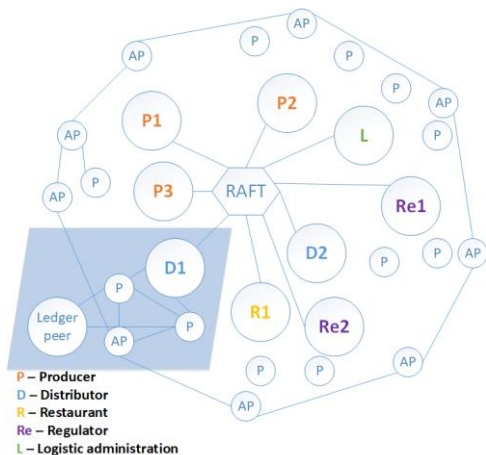 AP
P
AP
P
P
AP
P2
P1
AP
P
L
P
P3
RAFT
AP
Re1
D1
D2
P
AP
P
P
Ledger
peer
P
AP
R1
Re2
P
P
AP
AP
P – Producer
D – Distributor
R – Restaurant
Re – Regulator
L – Logistic administration